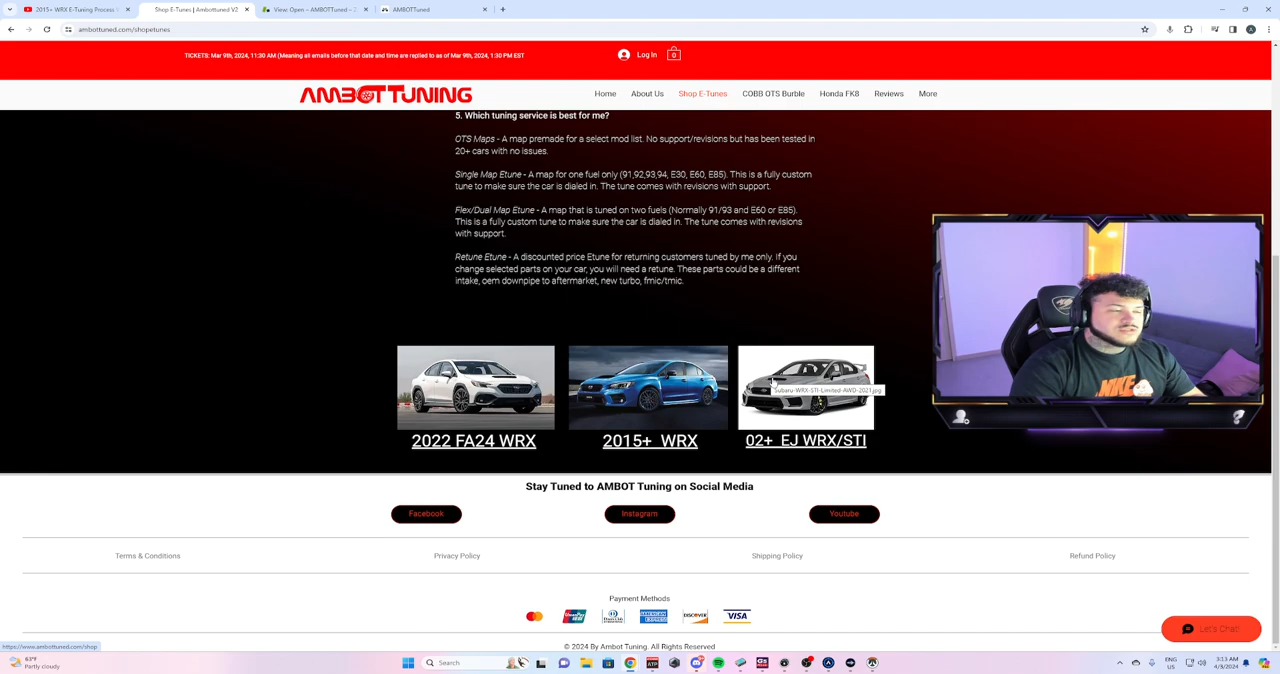 2015+ WRX E-Tuning Process
Shop E-Tunes | Ambottuned V2
View: Open – AMBOTTuned – 2
AMBOTTuned
ambottuned.com/shopetunes
TICKETS: Mar 9th, 2024, 11:30 AM (Meaning all emails before that date and time are replied to as of Mar 9th, 2024, 1:30 PM EST
Log In
0
AMBOT TUNING
Home
About Us
Shop E-Tunes
COBB OTS Burble
Honda FK8
Reviews
More
5. Which tuning service is best for me?
OTS Maps - A map premade for a select mod list. No support/revisions but has been tested in
20+ cars with no issues.
Single Map Etune - A map for one fuel only (91,92,93,94, E30, E60, E85). This is a fully custom
tune to make sure the car is dialed in. The tune comes with revisions with support.
Flex/Dual Map Etune - A map that is tuned on two fuels (Normally 91/93 and E60 or E85).
This is a fully custom tune to make sure the car is dialed in. The tune comes with revisions
with support.
Retune Etune - A discounted price Etune for returning customers tuned by me only. If you
change selected parts on your car, you will need a retune. These parts could be a different
intake, oem downpipe to aftermarket, new turbo, fmic/tmic.
Subaru-WRX-STI-Limited-AWD-2021.jpg
2022 FA24 WRX
2015+ WRX
02+ EJ WRX/STI
Stay Tuned to AMBOT Tuning on Social Media
Facebook
Instagram
Youtube
Terms & Conditions
Privacy Policy
Shipping Policy
Refund Policy
Payment Methods
DISCOVER
VISA
Let's Chat!
© 2024 By Ambot Tuning. All Rights Reserved
https://www.ambottuned.com/shop
63°F
Partly cloudy
Search
ENG
US
3:13 AM
4/3/2024